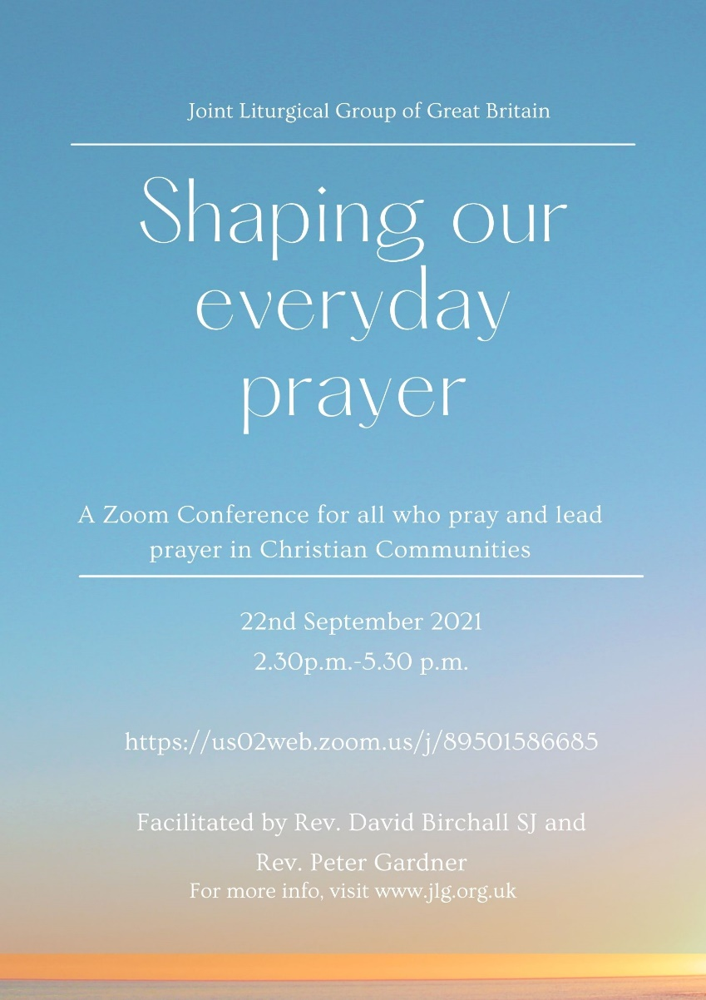 Joint Liturgical Group of Great Britain
Shaping our
everyday
prayer
A Zoom Conference for all who pray and lead
prayer in Christian Communities
22nd September 2021
2.30p.m.-5.30 p.m.
https://us02web.zoom.us/j/89501586685
Facilitated by Rev. David Birchall SJ and
Rev. Peter Gardner
For more info, visit www.jlg.org.uk